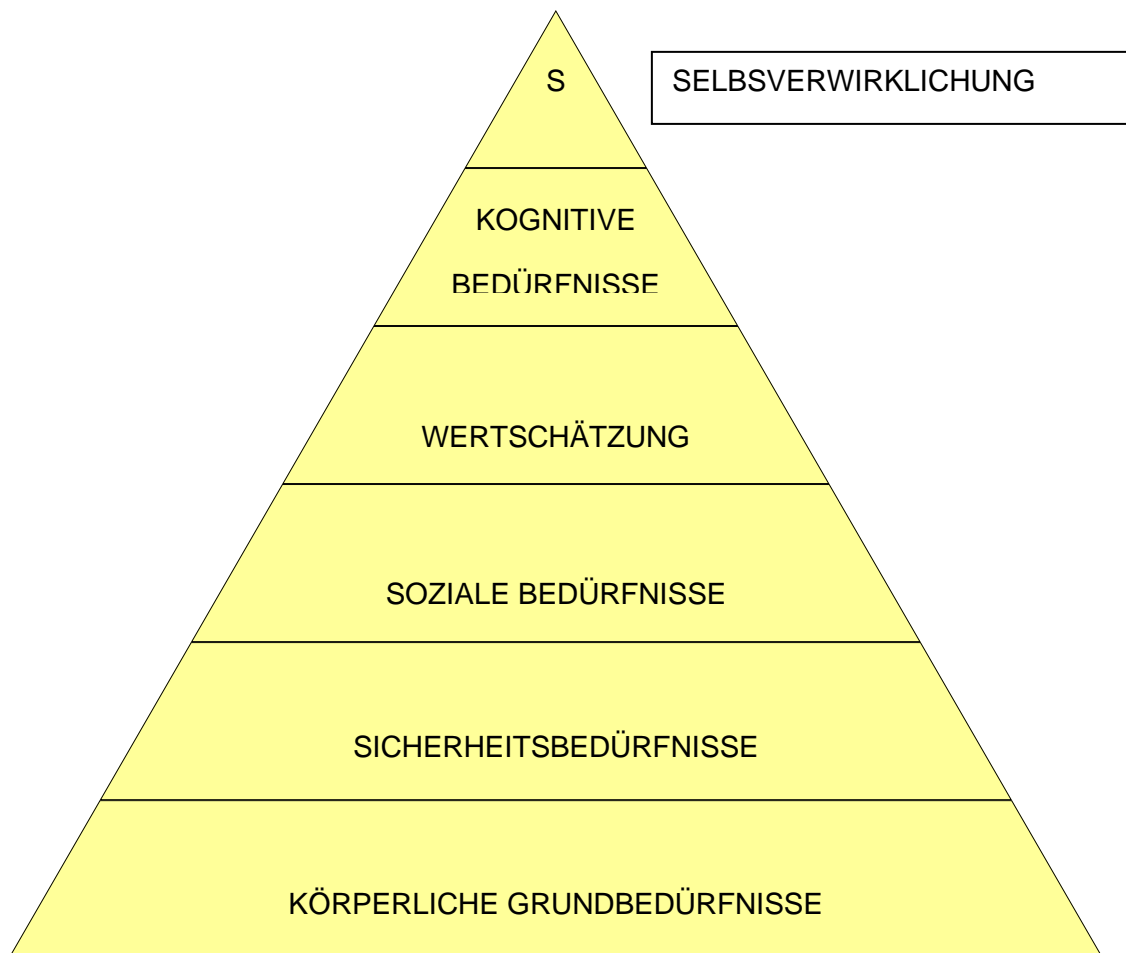 S
SELBSVERWIRKLICHUNG
KOGNITIVE
BEDÜRFNISSE
WERTSCHÄTZUNG
SOZIALE BEDÜRFNISSE
SICHERHEITSBEDÜRFNISSE
KÖRPERLICHE GRUNDBEDÜRFNISSE